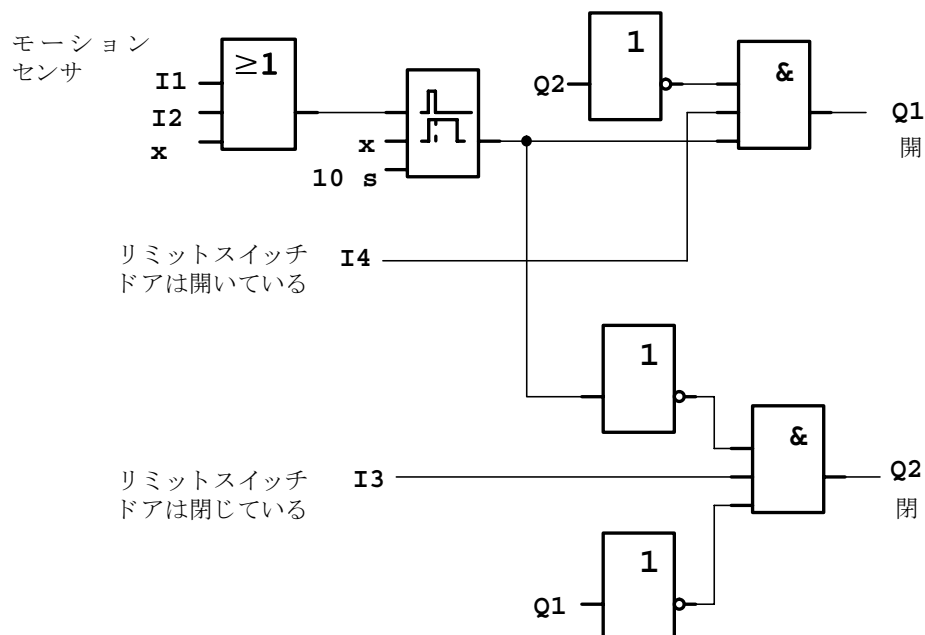 モーション
センサ
I1
I2
x
≥1
x
10 s
Q2
1
&
Q1
開
リミットスイッチ
ドアは開いている
I4
1
&
Q2
閉
リミットスイッチ
ドアは閉じている
I3
1
Q1